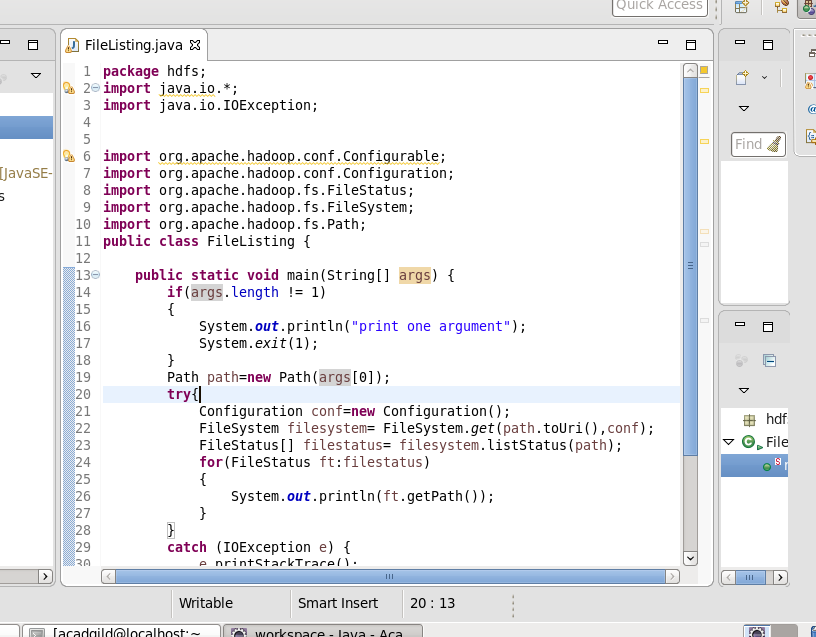 Quick Access
FileListing.java
1 package hdfs;
2 import java.io.*;
3 import java.io.IOException;
4
5
6 import org.apache.hadoop.conf.Configurable;
7 import org.apache.hadoop.conf.Configuration;
8 import org.apache.hadoop.fs.FileStatus;
9 import org.apache.hadoop.fs.FileSystem;
10 import org.apache.hadoop.fs.Path;
11 public class FileListing {
12
13 public static void main(String[] args) {
14 if(args.length != 1)
15 {
16 System.out.println("print one argument");
17 System.exit(1);
18 }
19 Path path=new Path(args[0]);
20 try{
21 Configuration conf=new Configuration();
22 FileSystem filesystem= FileSystem.get(path.toUri(),conf);
23 FileStatus[] filestatus= filesystem.listStatus(path);
24 for(FileStatus ft:filestatus)
25 {
26 System.out.println(ft.getPath());
27 }
28 }
29 catch (IOException e) {
30 e.printStackTrace();
[JavaSE-
s
Find
hdf
File
Writable
Smart Insert
20 : 13
[acadgild@localhost:~
workspace - Java - Aca